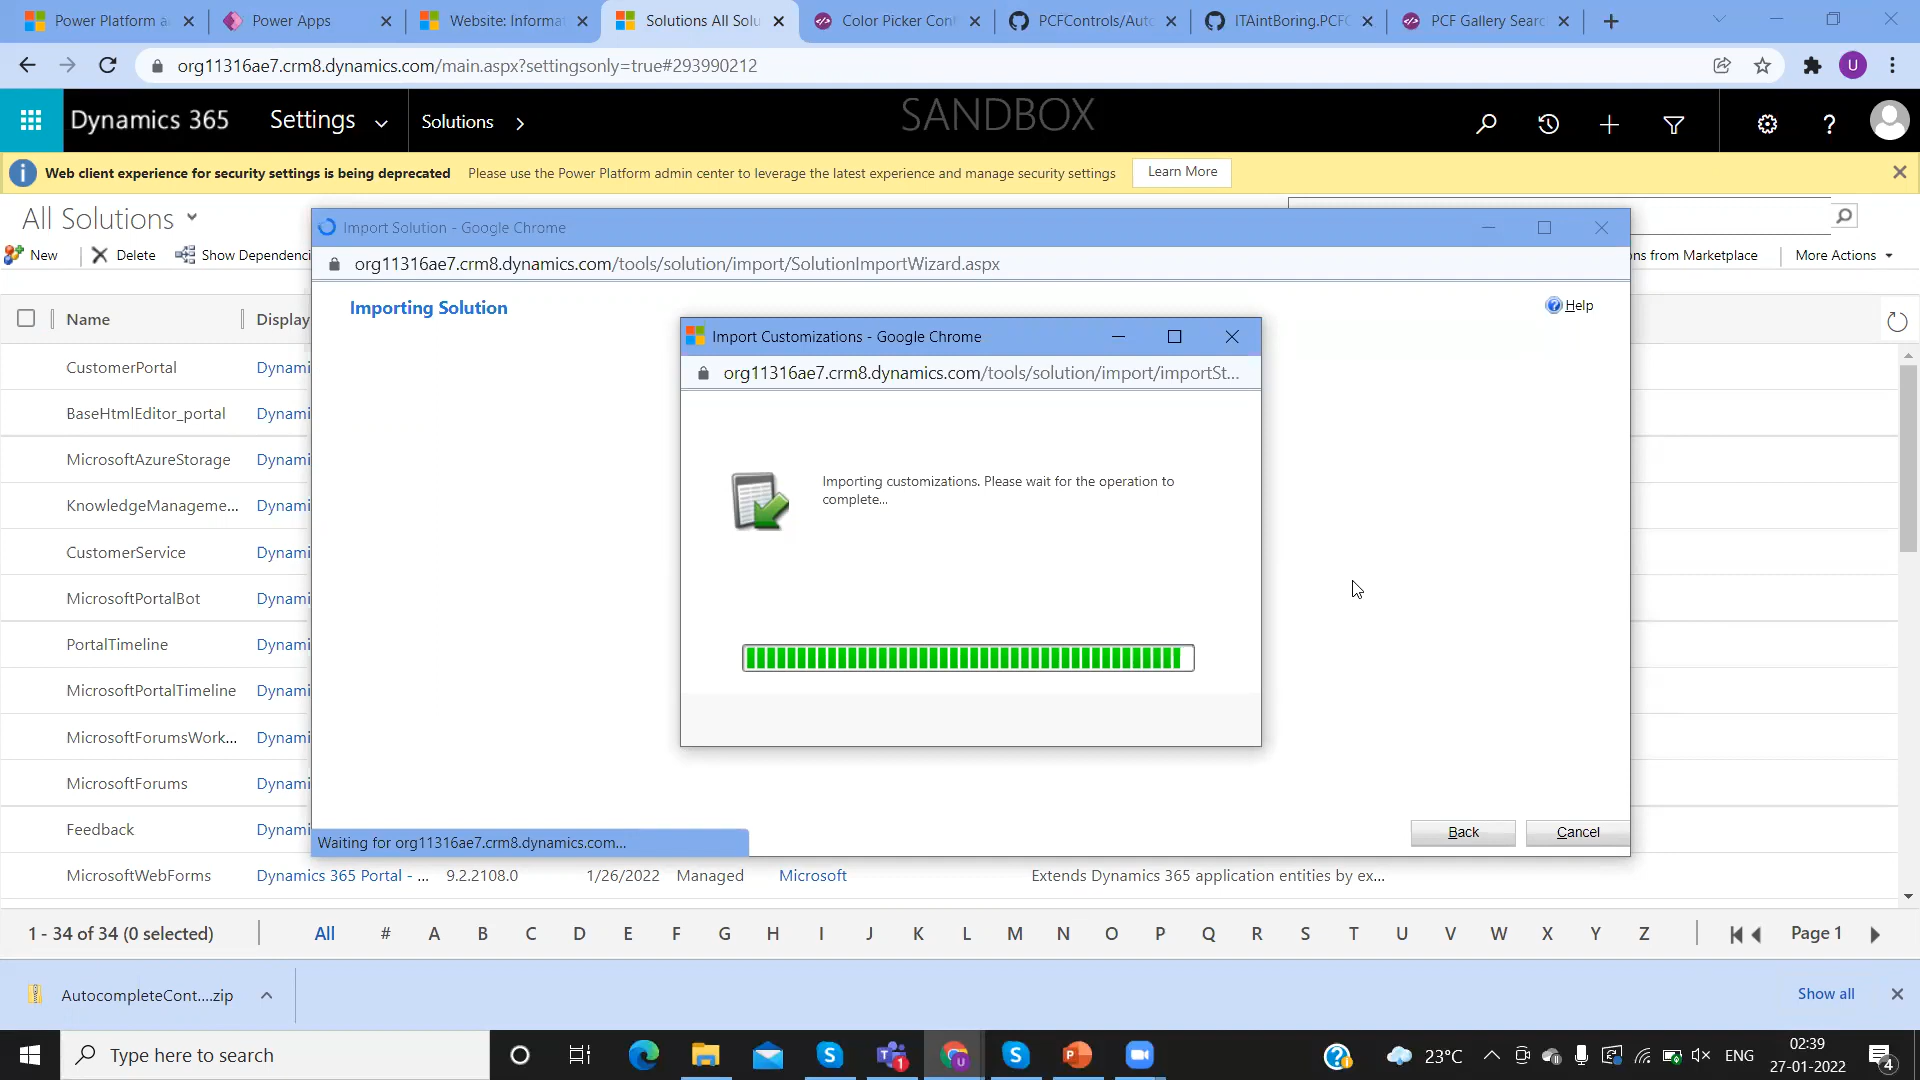 Power Platform a
Power Apps
Website: Informat
Solutions All Solu
Color Picker Con
PCFControls/Auto
ITAintBoring.PCFC
PCF Gallery Searc
org11316ae7.crm8.dynamics.com/main.aspx?settingsonly=true#293990212
U
Dynamics 365
Settings
Solutions
SANDBOX
Web client experience for security settings is being deprecated
Please use the Power Platform admin center to leverage the latest experience and manage security settings
Learn More
All Solutions
New
Delete
Show Dependenci
ns from Marketplace
More Actions
Import Solution - Google Chrome
org11316ae7.crm8.dynamics.com/tools/solution/import/SolutionImportWizard.aspx
Importing Solution
Help
Import Customizations - Google Chrome
org11316ae7.crm8.dynamics.com/tools/solution/import/importSt...
Importing customizations. Please wait for the operation to
complete...
Back
Cancel
Waiting for org11316ae7.crm8.dynamics.com...
Name
Display
CustomerPortal
Dynami
BaseHtmlEditor_portal
Dynami
MicrosoftAzureStorage
Dynami
KnowledgeManageme...
Dynami
CustomerService
Dynami
MicrosoftPortalBot
Dynami
PortalTimeline
Dynami
MicrosoftPortalTimeline
Dynami
MicrosoftForumsWork...
Dynami
MicrosoftForums
Dynami
Feedback
Dynami
MicrosoftWebForms
Dynamics 365 Portal - ...
9.2.2108.0
1/26/2022
Managed
Microsoft
Extends Dynamics 365 application entities by ex...
1 - 34 of 34 (0 selected)
All # A B C D E F G H I J K L M N O P Q R S T U V W X Y Z
Page 1
AutocompleteCont....zip
Show all
Type here to search
1
23°C
ENG
02:39
27-01-2022
4